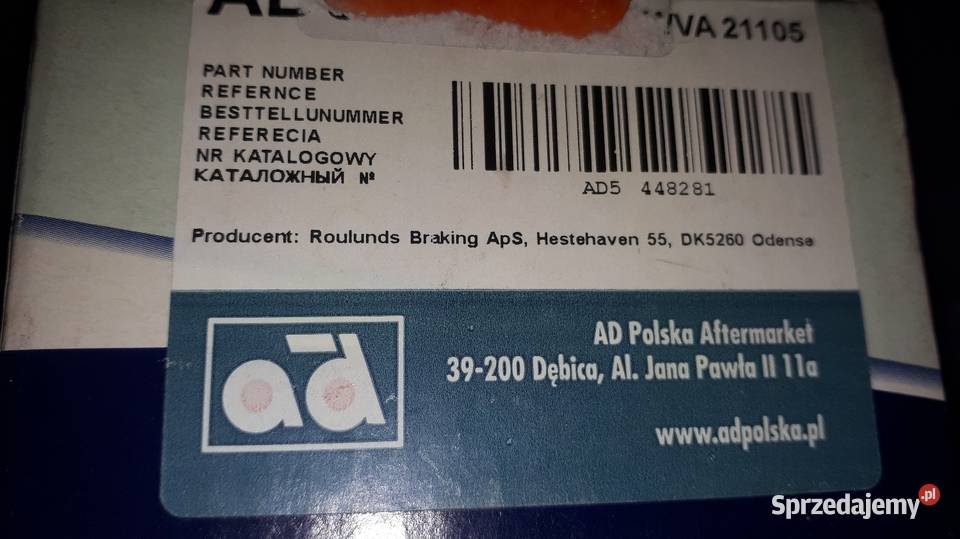 WVA 21105
PART NUMBER
REFERNCE
BESTTELLUNUMMER
REFERECIA
NR KATALOGOWY
КАТАЛОЖНЫЙ №
AD5 448281
Producent: Roulunds Braking ApS, Hestehaven 55, DK5260 Odense
ad
AD Polska Aftermarket
39-200 Dębica, Al. Jana Pawła II 11a
www.adpolska.pl
Sprzedajemy.pl